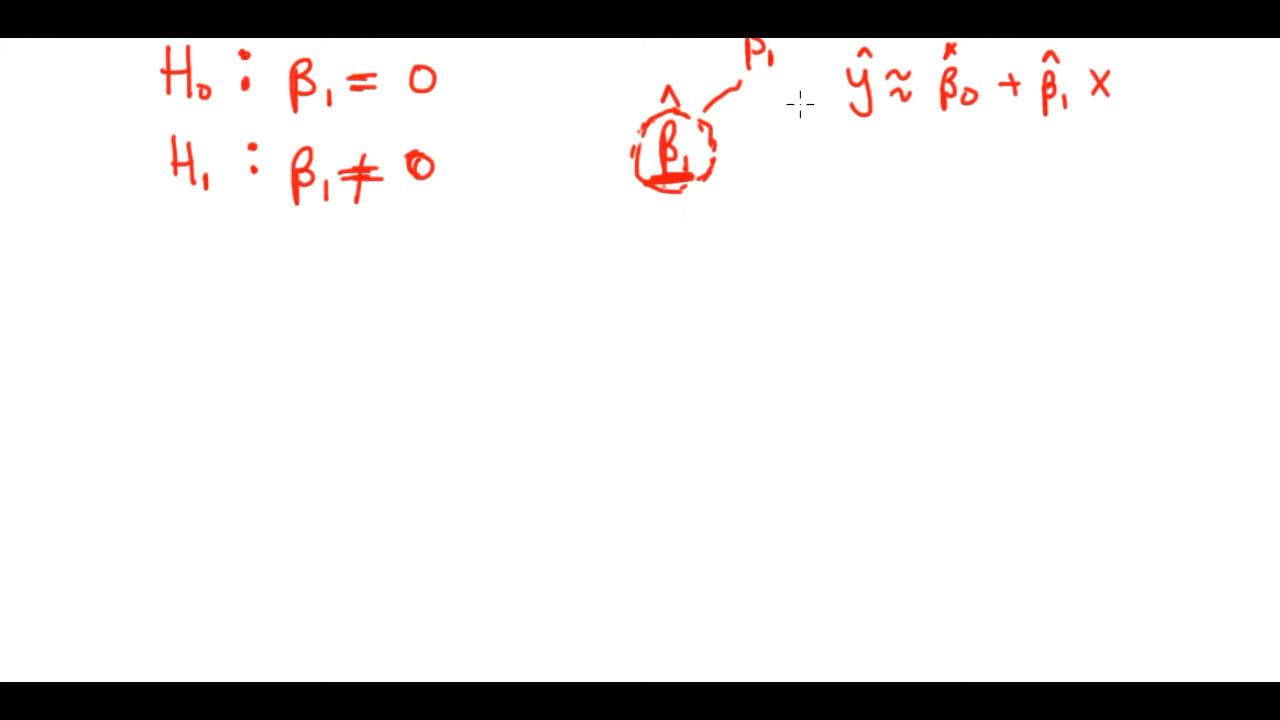 H₀ : β₁ = 0
H₁ : β₁ ≠ 0
β₁
β̂₁
ŷ ≈ β̂₀ + β̂₁ x